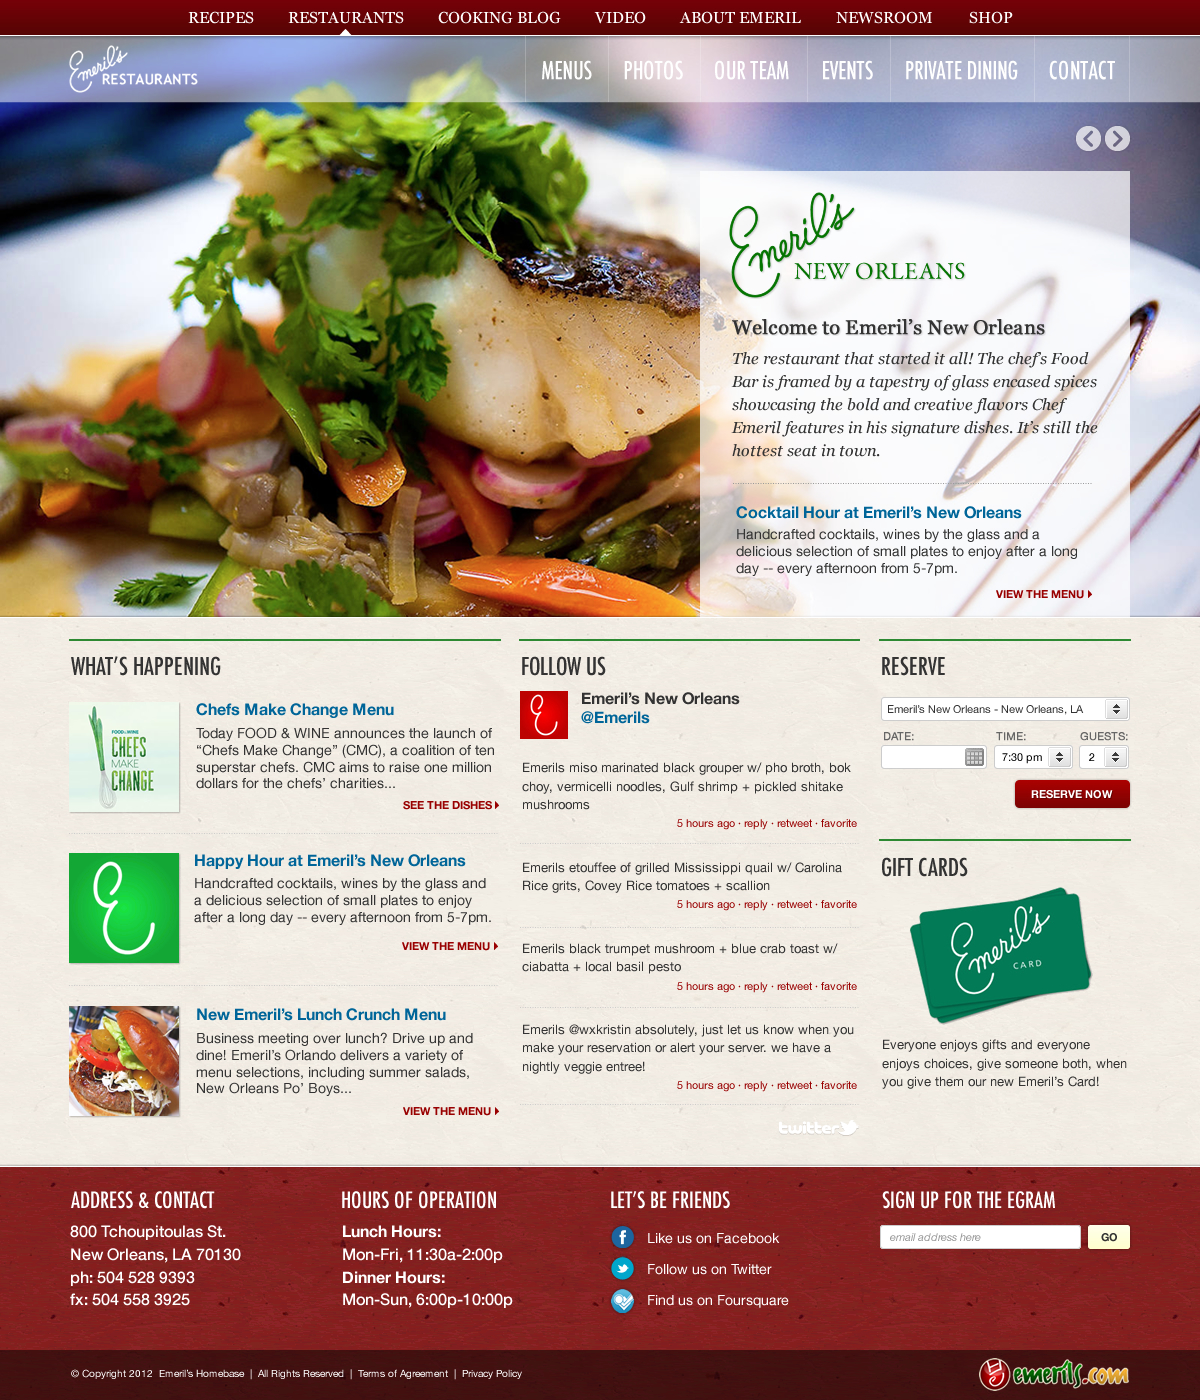 RECIPES RESTAURANTS COOKING BLOG VIDEO ABOUT EMERIL NEWSROOM SHOP
Emeril's RESTAURANTS
MENUS PHOTOS OUR TEAM EVENTS PRIVATE DINING CONTACT
Emeril's
NEW ORLEANS
Welcome to Emeril's New Orleans
The restaurant that started it all! The chef's Food
Bar is framed by a tapestry of glass encased spices
showcasing the bold and creative flavors Chef
Emeril features in his signature dishes. It's still the
hottest seat in town.
Cocktail Hour at Emeril's New Orleans
Handcrafted cocktails, wines by the glass and a
delicious selection of small plates to enjoy after a long
day -- every afternoon from 5-7pm.
VIEW THE MENU
WHAT'S HAPPENING
FOOD & WINE
CHEFS
MAKE
CHANGE
Chefs Make Change Menu
Today FOOD & WINE announces the launch of
“Chefs Make Change” (CMC), a coalition of ten
superstar chefs. CMC aims to raise one million
dollars for the chefs' charities...
SEE THE DISHES
E
Happy Hour at Emeril's New Orleans
Handcrafted cocktails, wines by the glass and
a delicious selection of small plates to enjoy
after a long day -- every afternoon from 5-7pm.
VIEW THE MENU
New Emeril's Lunch Crunch Menu
Business meeting over lunch? Drive up and
dine! Emeril's Orlando delivers a variety of
menu selections, including summer salads,
New Orleans Po' Boys...
VIEW THE MENU
FOLLOW US
E
Emeril's New Orleans
@Emerils
Emerils miso marinated black grouper w/ pho broth, bok
choy, vermicelli noodles, Gulf shrimp + pickled shitake
mushrooms
5 hours ago · reply · retweet · favorite
Emerils etouffee of grilled Mississippi quail w/ Carolina
Rice grits, Covey Rice tomatoes + scallion
5 hours ago · reply · retweet · favorite
Emerils black trumpet mushroom + blue crab toast w/
ciabatta + local basil pesto
5 hours ago · reply · retweet · favorite
Emerils @wxkristin absolutely, just let us know when you
make your reservation or alert your server. we have a
nightly veggie entree!
5 hours ago · reply · retweet · favorite
twitter
RESERVE
Emeril's New Orleans - New Orleans, LA
DATE: TIME: GUESTS:
7:30 pm 2
RESERVE NOW
GIFT CARDS
Emeril's
CARD
Everyone enjoys gifts and everyone
enjoys choices, give someone both, when
you give them our new Emeril's Card!
ADDRESS & CONTACT
800 Tchoupitoulas St.
New Orleans, LA 70130
ph: 504 528 9393
fx: 504 558 3925
HOURS OF OPERATION
Lunch Hours:
Mon-Fri, 11:30a-2:00p
Dinner Hours:
Mon-Sun, 6:00p-10:00p
LET'S BE FRIENDS
Like us on Facebook
Follow us on Twitter
Find us on Foursquare
SIGN UP FOR THE EGRAM
email address here GO
© Copyright 2012 Emeril's Homebase | All Rights Reserved | Terms of Agreement | Privacy Policy
emerils.com